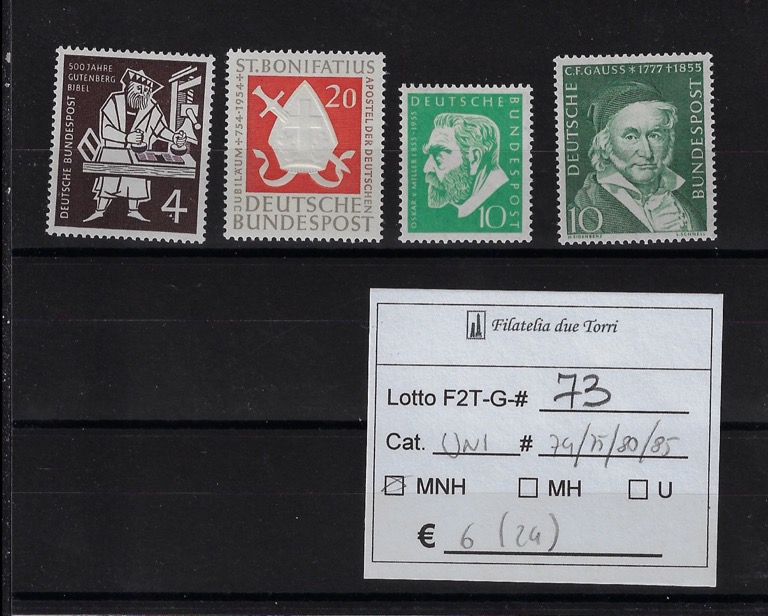 500 JAHRE
GUTENBERG
BIBEL
DEUTSCHE BUNDESPOST
4
ST. BONIFATIUS
JUBILÄUM + 754-1954 +
APOSTEL DER DEUTSCHEN
20
DEUTSCHE
BUNDESPOST
DEUTSCHE
BUNDESPOST
OSKAR v. MILLER 1855-1955
10
C.F. GAUSS * 1777 + 1855
DEUTSCHE
BUNDESPOST
10
Filatelia due Torri
Lotto F2T-G-# 73
Cat. UNI # 79/75/80/85
MNH MH U
€ 6 (24)